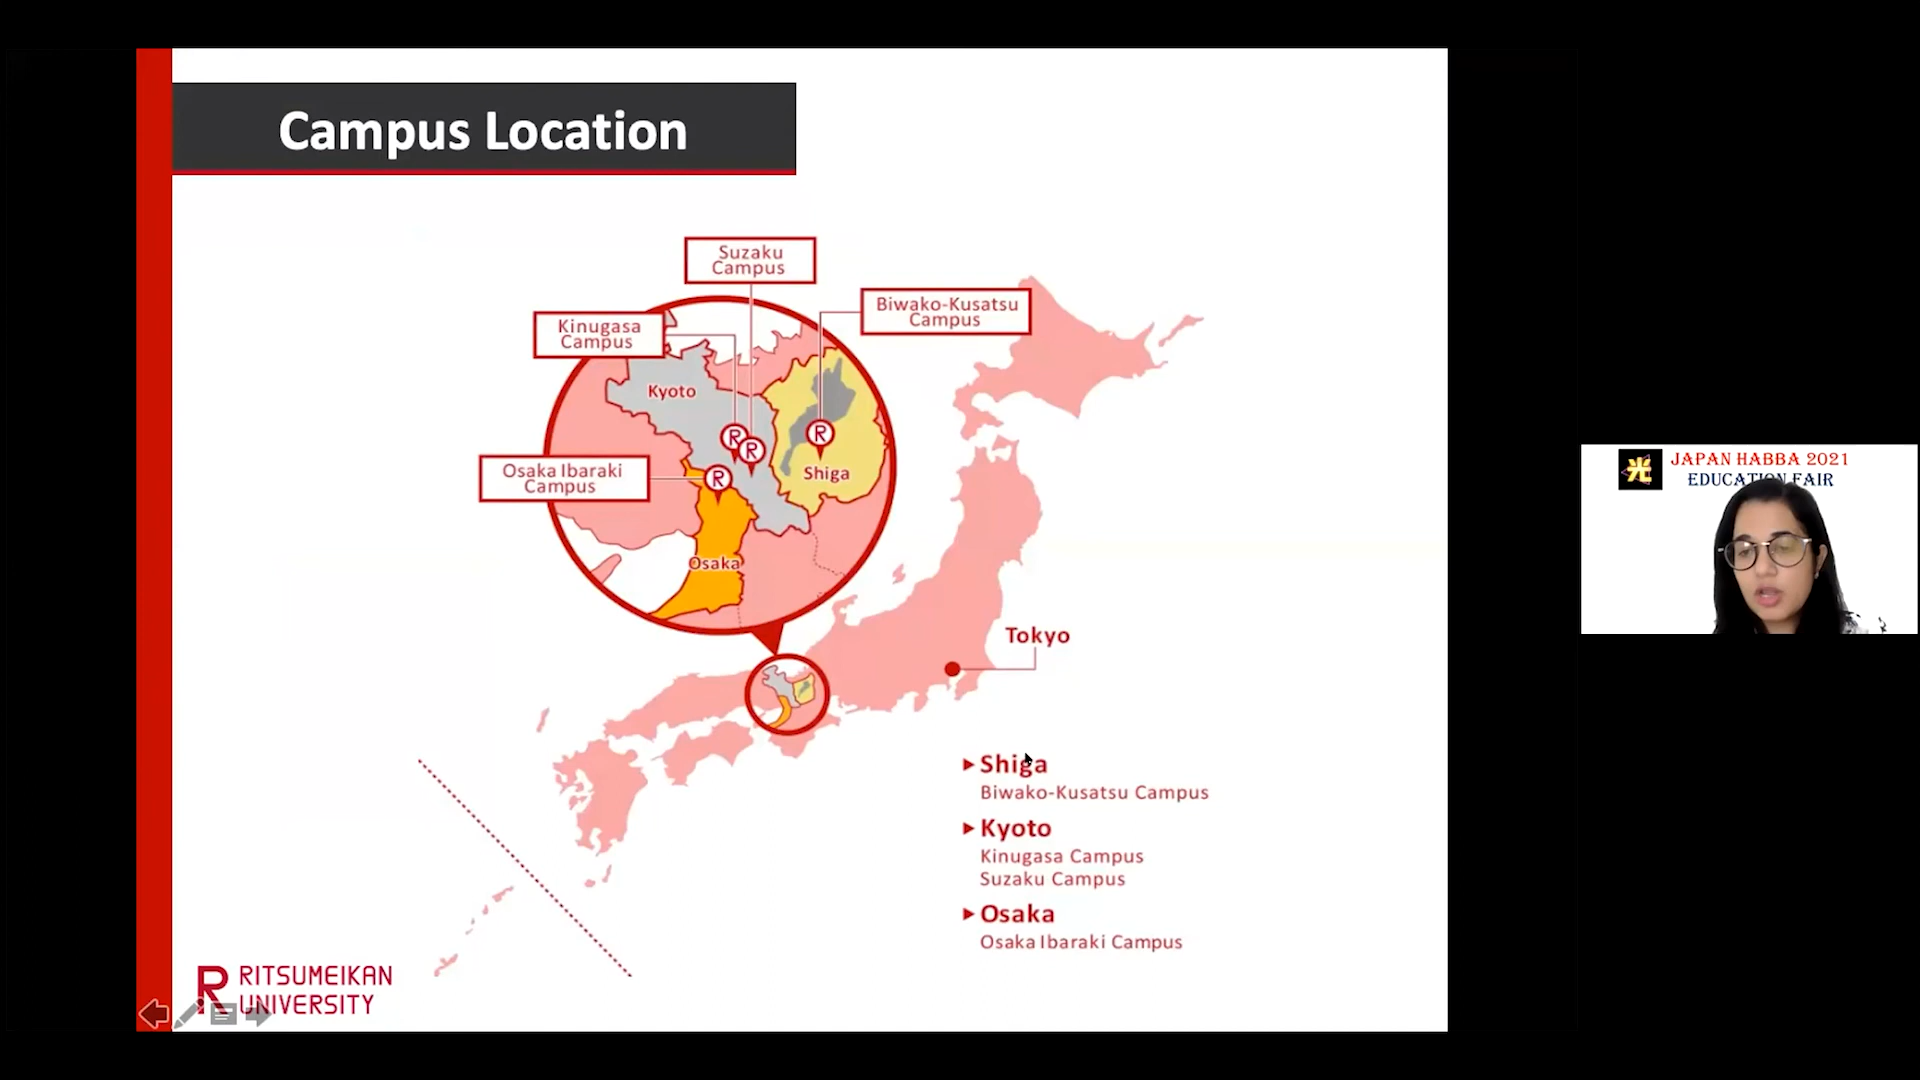 Campus Location
Suzaku
Campus
Biwako-Kusatsu
Campus
Kinugasa
Campus
Kyoto
R
R
R
Osaka Ibaraki
Campus
R
Shiga
Osaka
Tokyo
Shiga
Biwako-Kusatsu Campus
Kyoto
Kinugasa Campus
Suzaku Campus
Osaka
Osaka Ibaraki Campus
R RITSUMEIKAN
UNIVERSITY
光
JAPAN HABBA 2021
EDUCATION FAIR